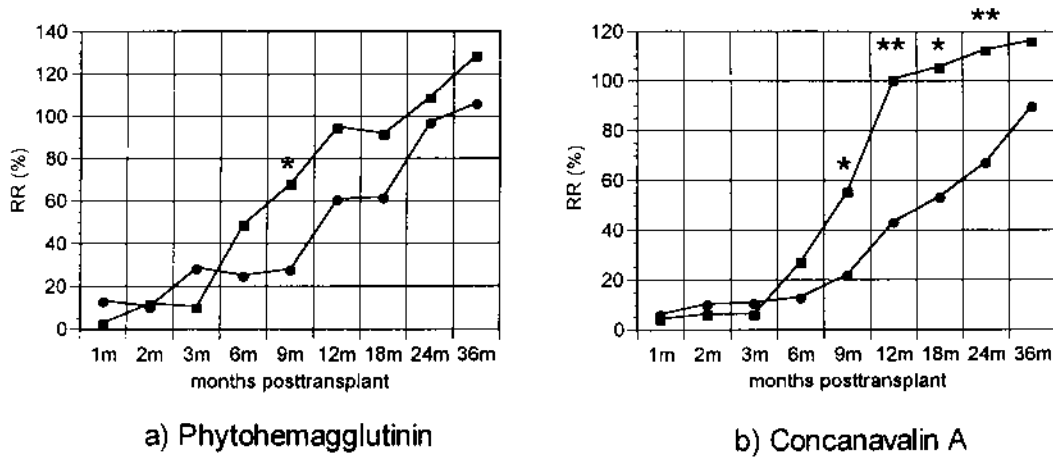 140
120
100
80
60
40
20
0
RR (%)
*
1m 2m 3m 6m 9m 12m 18m 24m 36m
months posttransplant
a) Phytohemagglutinin
120
100
80
60
40
20
0
RR (%)
* ** * **
1m 2m 3m 6m 9m 12m 18m 24m 36m
months posttransplant
b) Concanavalin A